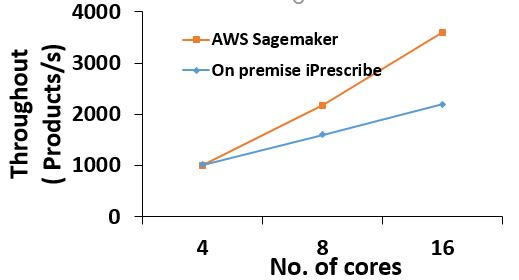 4000
AWS Sagemaker
3000
On premise iPrescribe
2000
1000
0
Throughout
( Products/s)
4 8 16
No. of cores